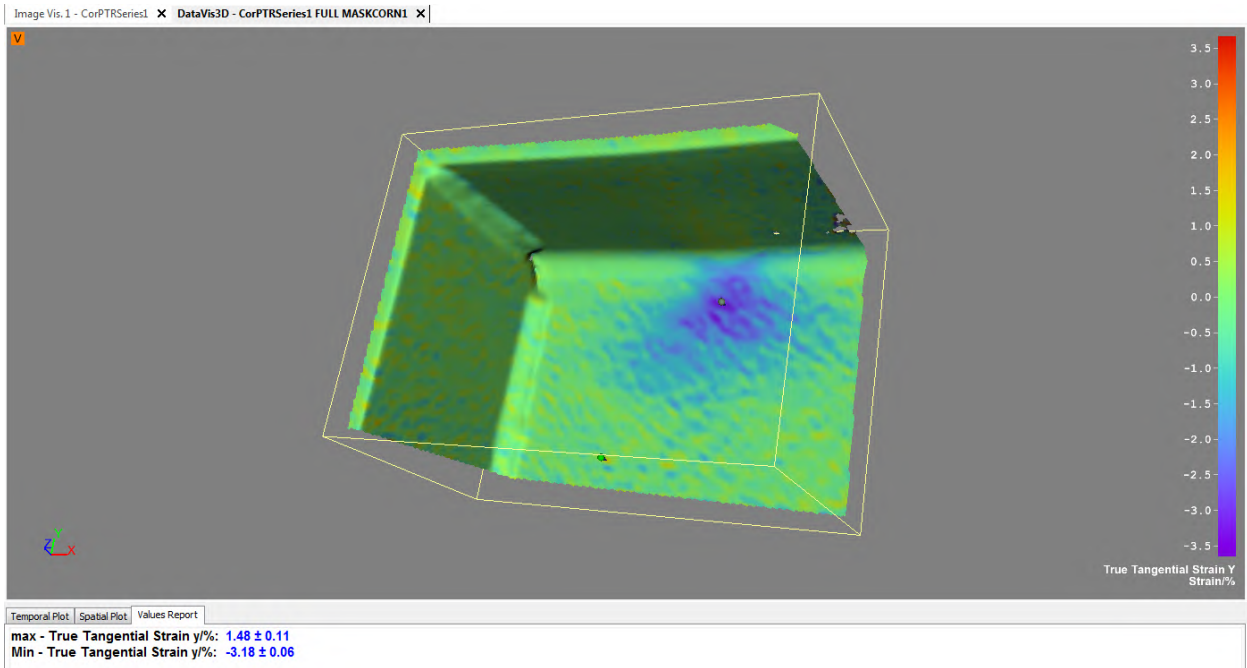 Image Vis. 1 - CorPTRSeries1 X DataVis3D - CorPTRSeries1 FULL MASKCORN1 X
V
3.5
3.0
2.5
2.0
1.5
1.0
0.5
0.0
-0.5
-1.0
-1.5
-2.0
-2.5
-3.0
-3.5
True Tangential Strain Y
Strain/%
Y
Z X
Temporal Plot Spatial Plot Values Report
max - True Tangential Strain y/%: 1.48 ± 0.11
Min - True Tangential Strain y/%: -3.18 ± 0.06